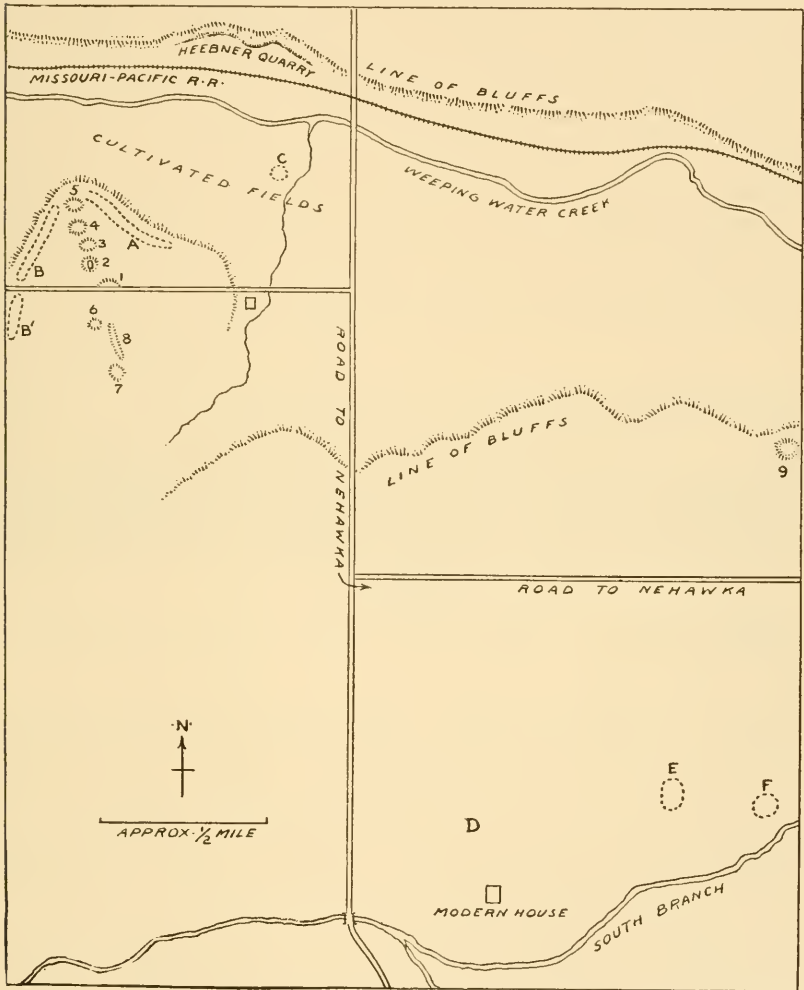 HEEBNER QUARRY
MISSOURI-PACIFIC R.R.
LINE OF BLUFFS
CULTIVATED FIELDS
C
WEEPING WATER CREEK
5
4
3
A
B
2
1
B'
6
8
7
ROAD TO NEHAWKA
LINE OF BLUFFS
9
ROAD TO NEHAWKA
·N·
APPROX. 1/2 MILE
E
F
D
MODERN HOUSE
SOUTH BRANCH